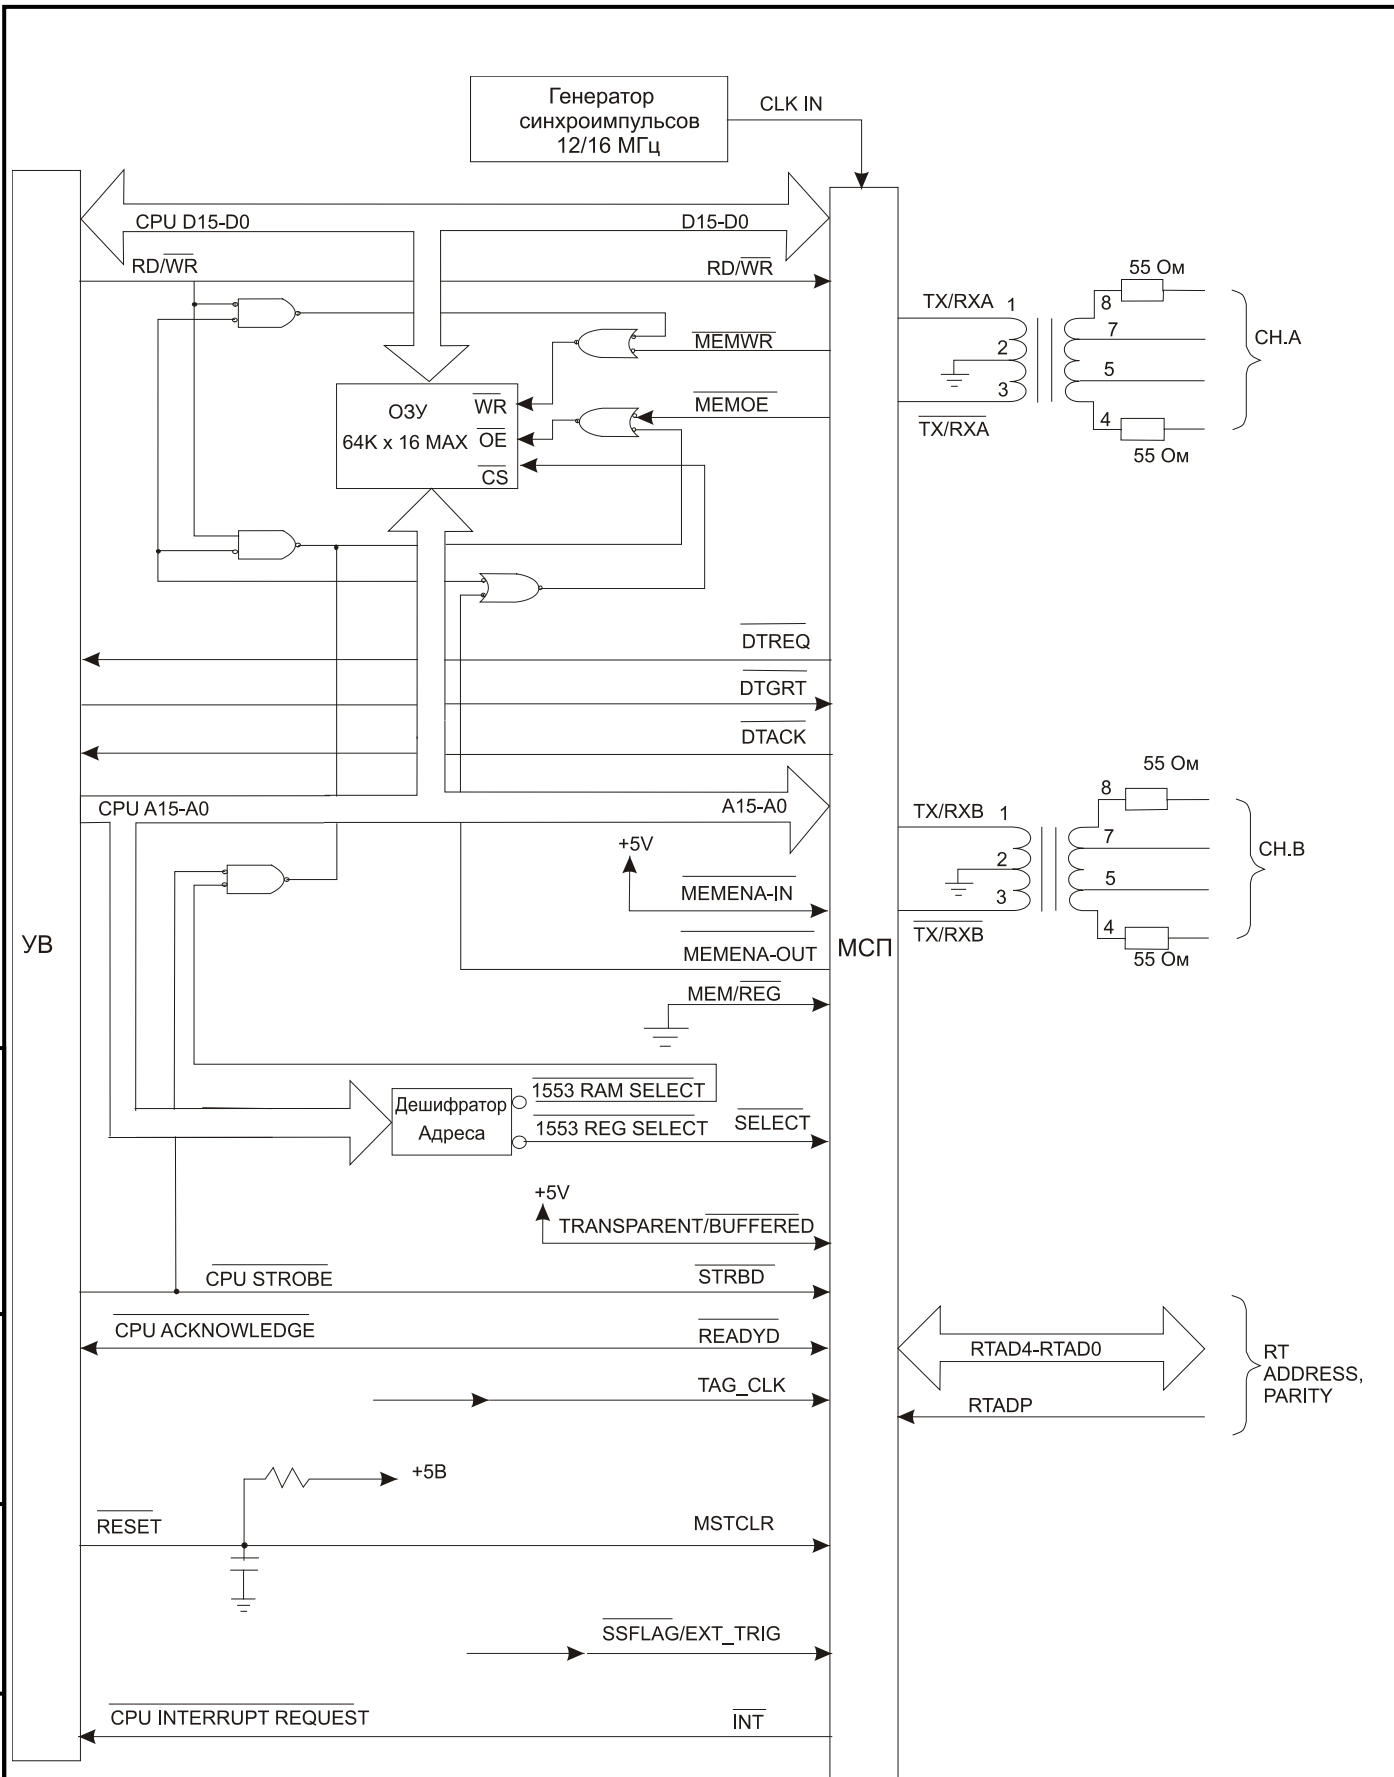 Генератор
синхроимпульсов
12/16 МГц
CLK IN
CPU D15-D0
D15-D0
RD/WR
RD/WR
55 Ом
TX/RXA
1
8
7
MEMWR
2
CH.A
5
3
MEMOE
ОЗУ
WR
64K x 16 MAX
OE
CS
TX/RXA
4
55 Ом
DTREQ
DTGRT
DTACK
55 Ом
CPU A15-A0
A15-A0
TX/RXB
1
8
7
+5V
2
CH.B
5
MEMENA-IN
3
TX/RXB
4
55 Ом
УВ
МСП
MEMENA-OUT
MEM/REG
1553 RAM SELECT
Дешифратор
Адреса
1553 REG SELECT
SELECT
+5V
TRANSPARENT/BUFFERED
CPU STROBE
STRBD
CPU ACKNOWLEDGE
READYD
RTAD4-RTAD0
RT
ADDRESS,
PARITY
TAG_CLK
RTADP
+5В
RESET
MSTCLR
SSFLAG/EXT_TRIG
CPU INTERRUPT REQUEST
INT